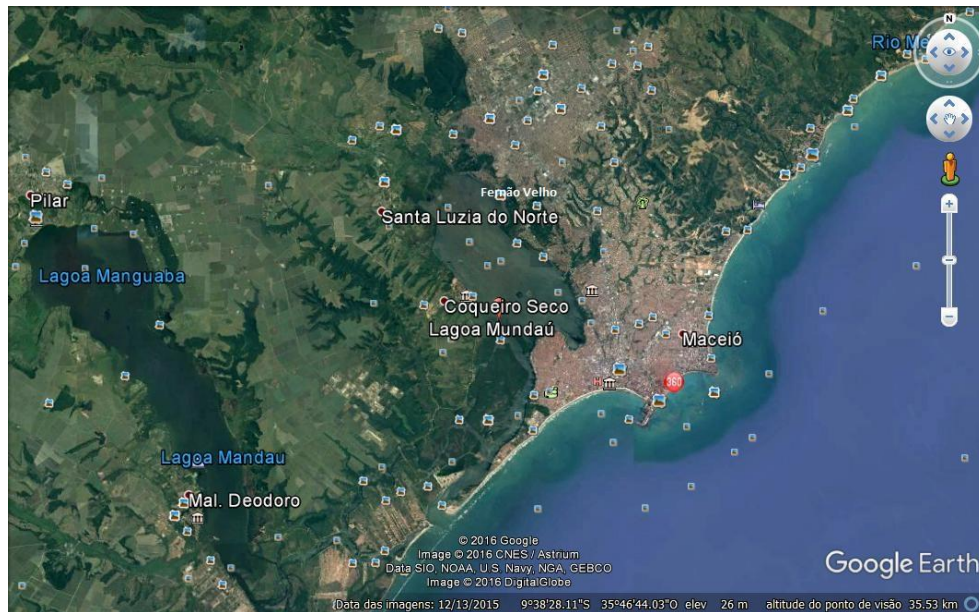 N
Rio Me
Fernão Velho
Pilar
Santa Luzia do Norte
Lagoa Manguaba
Coqueiro Seco
Lagoa Mundaú
Maceió
360
Lagoa Mandau
Mal. Deodoro
© 2016 Google
Image © 2016 CNES / Astrium
Data SIO, NOAA, U.S. Navy, NGA, GEBCO
Image © 2016 DigitalGlobe
Google Earth
Data das imagens: 12/13/2015 9°38'28.11"S 35°46'44.03"O elev 26 m altitude do ponto de visão 35.53 km